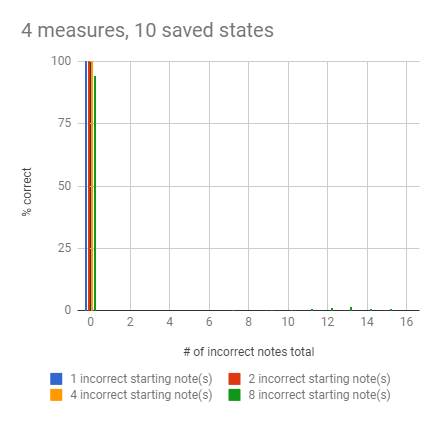 4 measures, 10 saved states
100
75
50
25
0
% correct
0 2 4 6 8 10 12 14 16
# of incorrect notes total
1 incorrect starting note(s) 2 incorrect starting note(s)
4 incorrect starting note(s) 8 incorrect starting note(s)